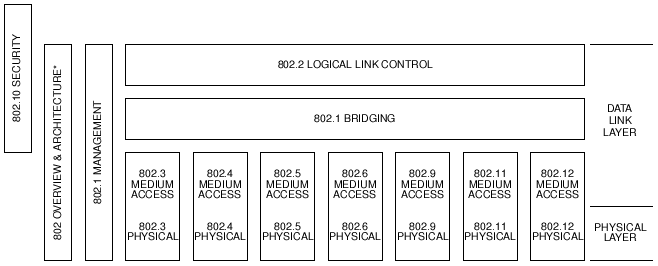 802.10 SECURITY
802 OVERVIEW & ARCHITECTURE*
802.1 MANAGEMENT
802.2 LOGICAL LINK CONTROL
802.1 BRIDGING
802.3
MEDIUM
ACCESS
802.3
PHYSICAL
802.4
MEDIUM
ACCESS
802.4
PHYSICAL
802.5
MEDIUM
ACCESS
802.5
PHYSICAL
802.6
MEDIUM
ACCESS
802.6
PHYSICAL
802.9
MEDIUM
ACCESS
802.9
PHYSICAL
802.11
MEDIUM
ACCESS
802.11
PHYSICAL
802.12
MEDIUM
ACCESS
802.12
PHYSICAL
DATA
LINK
LAYER
PHYSICAL
LAYER